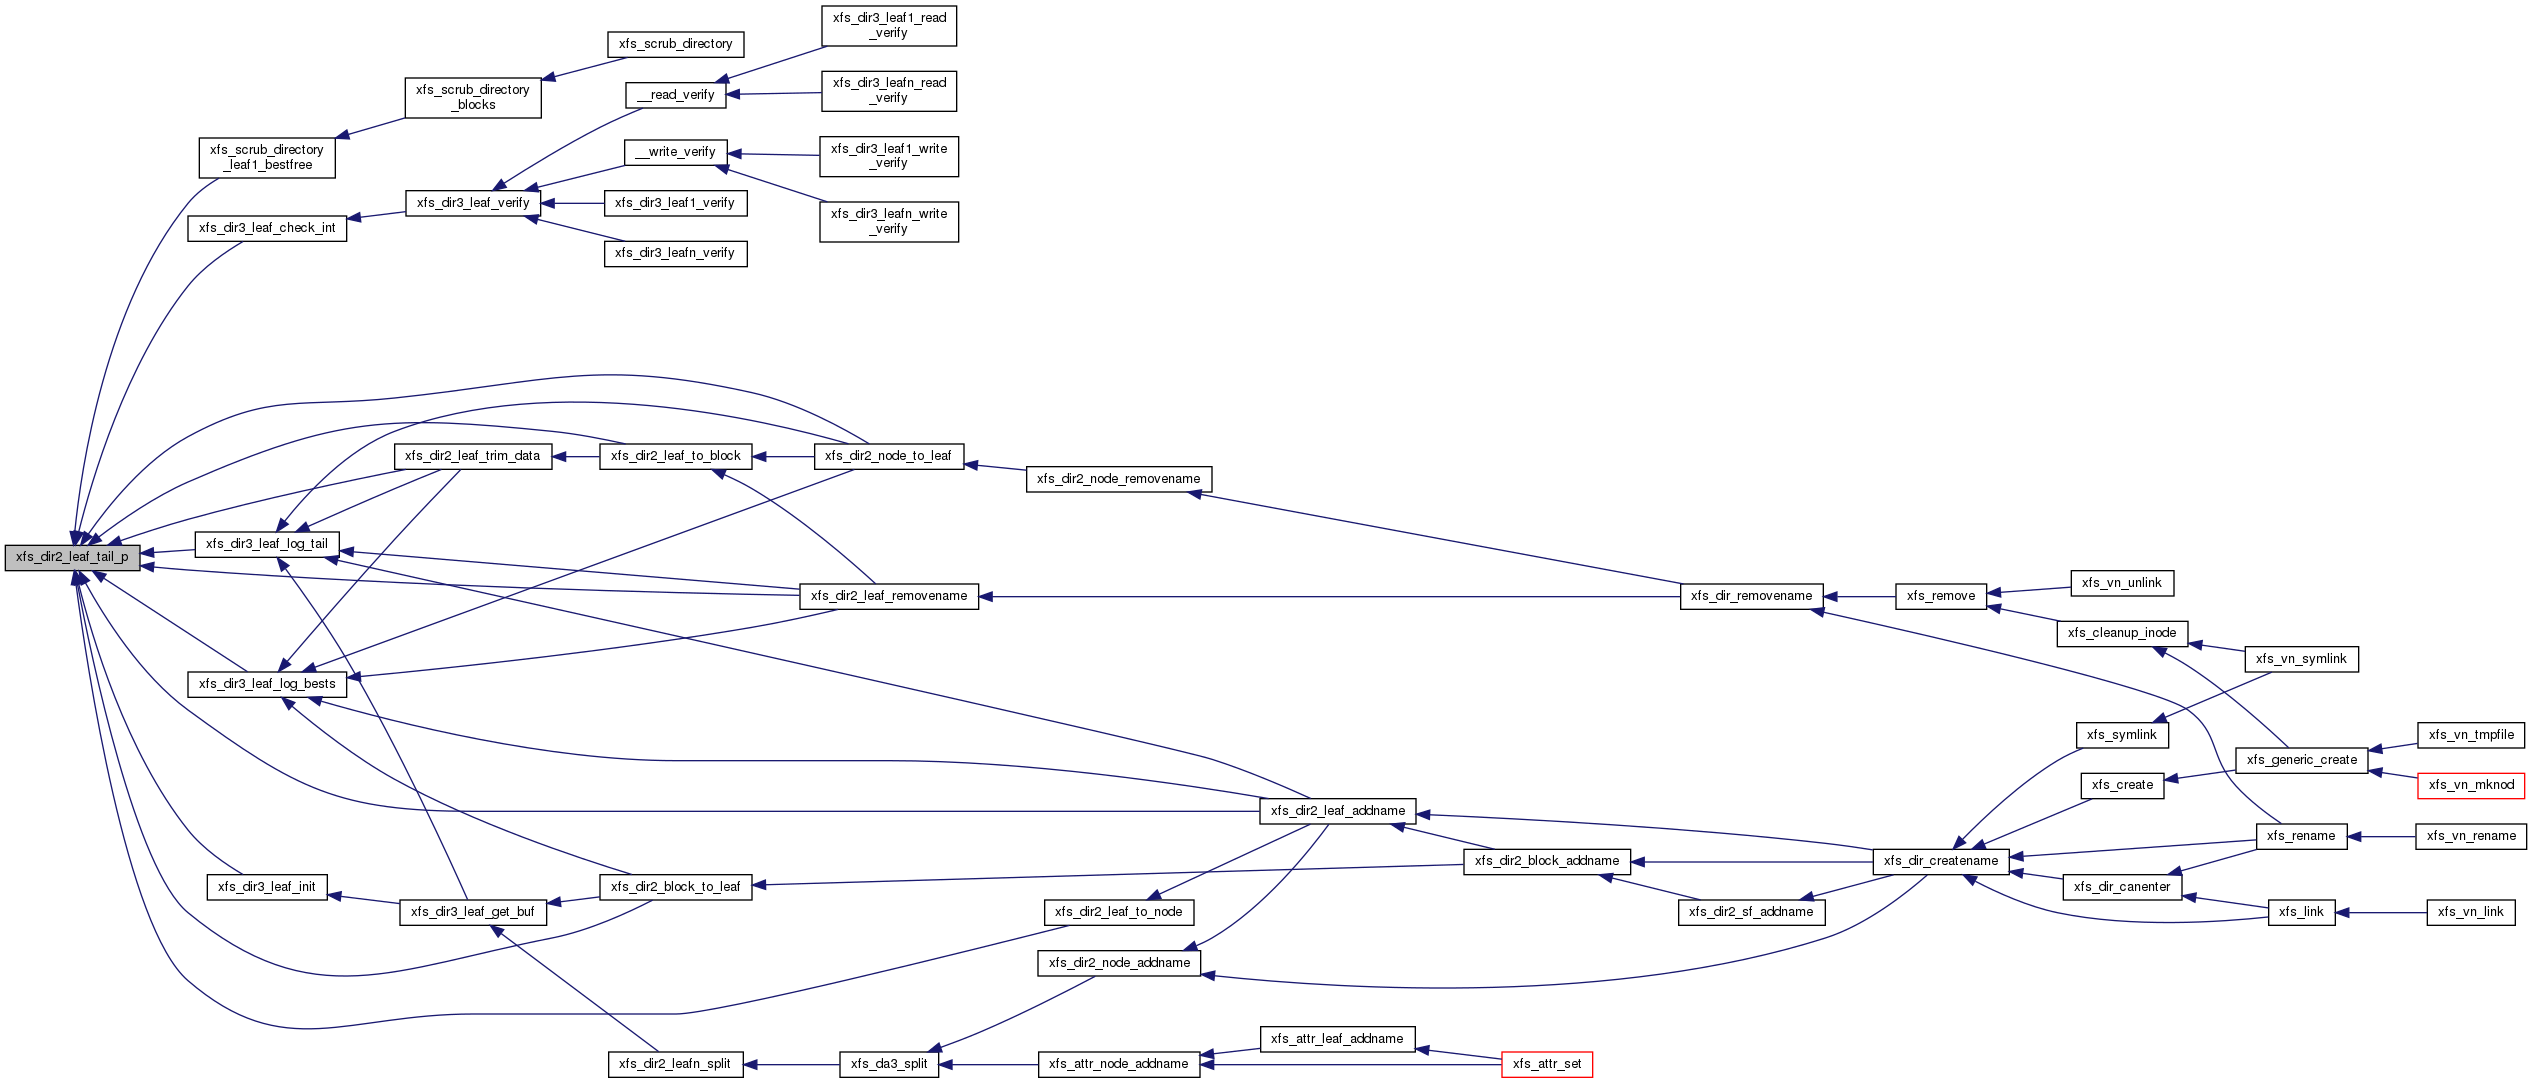 xfs_dir3_leaf1_read
_verify
xfs_scrub_directory
xfs_scrub_directory
_blocks
__read_verify
xfs_dir3_leafn_read
_verify
xfs_scrub_directory
_leaf1_bestfree
__write_verify
xfs_dir3_leaf1_write
_verify
xfs_dir3_leaf_check_int
xfs_dir3_leaf_verify
xfs_dir3_leaf1_verify
xfs_dir3_leafn_write
_verify
xfs_dir3_leafn_verify
xfs_dir2_leaf_trim_data
xfs_dir2_leaf_to_block
xfs_dir2_node_to_leaf
xfs_dir2_node_removename
xfs_dir2_leaf_tail_p
xfs_dir3_leaf_log_tail
xfs_dir2_leaf_removename
xfs_dir_removename
xfs_remove
xfs_vn_unlink
xfs_cleanup_inode
xfs_vn_symlink
xfs_dir3_leaf_log_bests
xfs_symlink
xfs_vn_tmpfile
xfs_generic_create
xfs_create
xfs_vn_mknod
xfs_dir2_leaf_addname
xfs_rename
xfs_vn_rename
xfs_dir2_block_addname
xfs_dir_createname
xfs_dir3_leaf_init
xfs_dir2_block_to_leaf
xfs_dir_canenter
xfs_dir3_leaf_get_buf
xfs_dir2_leaf_to_node
xfs_dir2_sf_addname
xfs_link
xfs_vn_link
xfs_dir2_node_addname
xfs_attr_leaf_addname
xfs_dir2_leafn_split
xfs_da3_split
xfs_attr_node_addname
xfs_attr_set